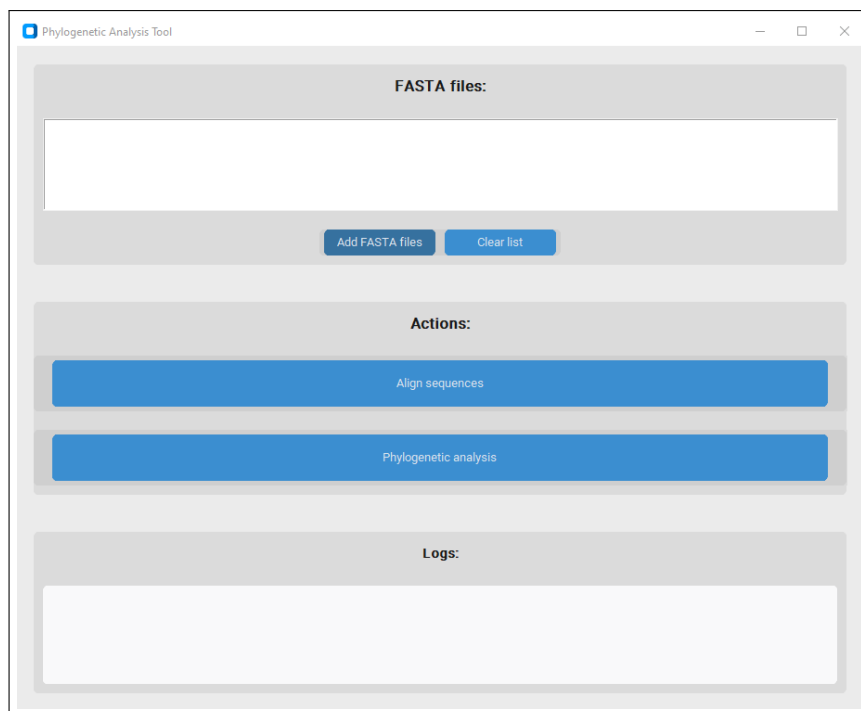 Phylogenetic Analysis Tool
FASTA files:
Add FASTA files Clear list
Actions:
Align sequences
Phylogenetic analysis
Logs: